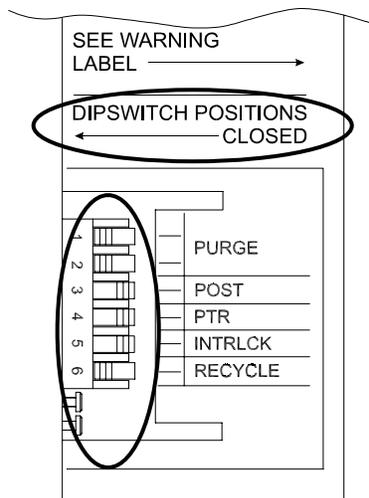 SEE WARNING
LABEL
DIPSWITCH POSITIONS
CLOSED
1
2
3
4
5
6
PURGE
POST
PTR
INTRLCK
RECYCLE